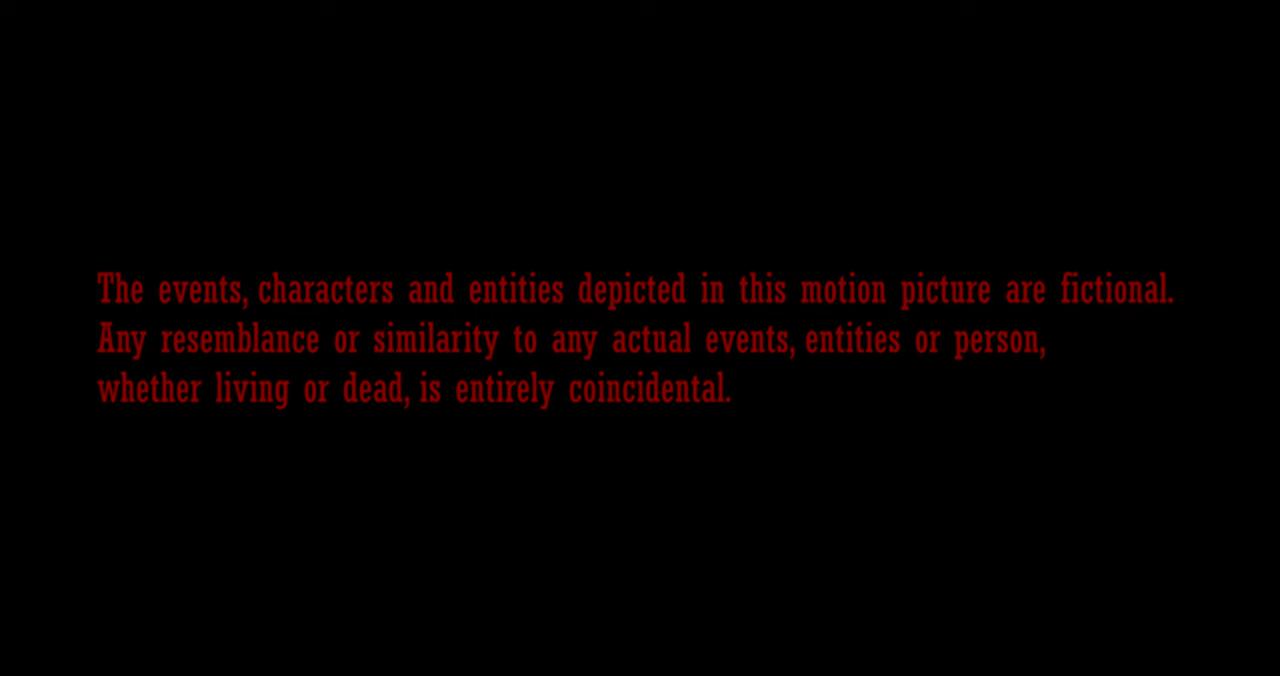 The events, characters and entities depicted in this motion picture are fictional.
Any resemblance or similarity to any actual events, entities or person,
whether living or dead, is entirely coincidental.